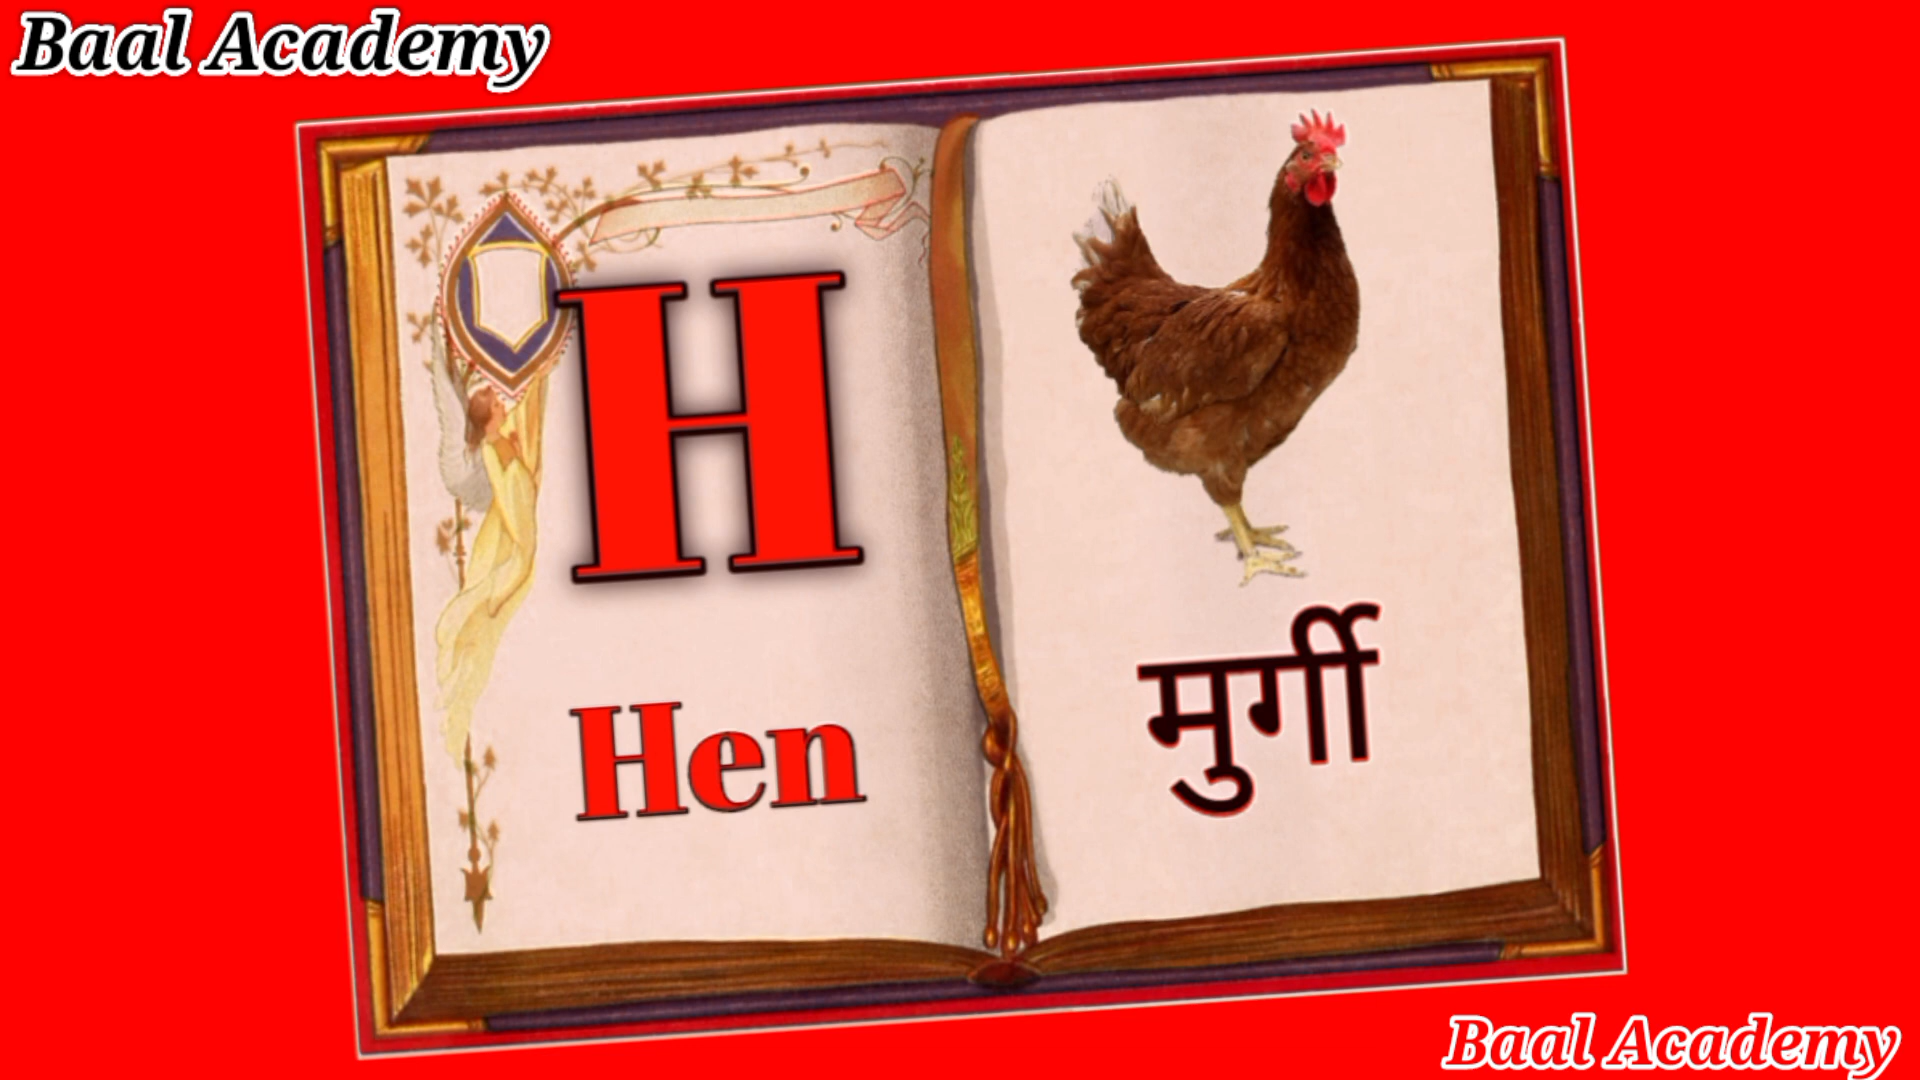 Baal Academy
H
Hen
मुर्गी
Baal Academy